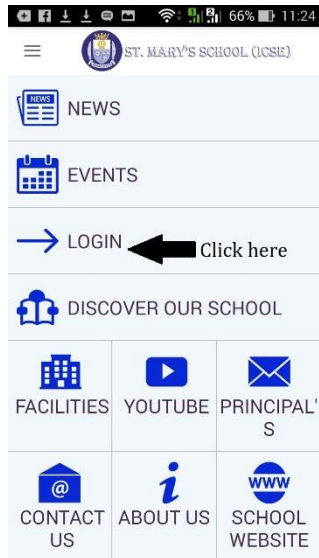 66% 11:24
ST. MARY'S SCHOOL (ICSE)
NEWS
NEWS
EVENTS
LOGIN
Click here
DISCOVER OUR SCHOOL
FACILITIES
YOUTUBE
PRINCIPAL'
S
@
CONTACT
US
ABOUT US
www
SCHOOL
WEBSITE